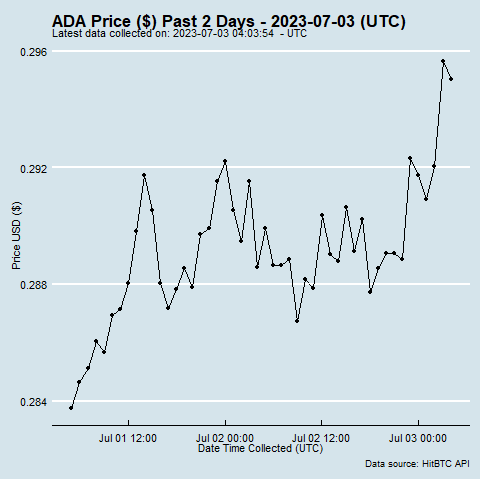 ADA Price ($) Past 2 Days - 2023-07-03 (UTC)
Latest data collected on: 2023-07-03 04:03:54 - UTC
0.296
0.292
0.288
0.284
Price USD ($)
Jul 01 12:00 Jul 02 00:00 Jul 02 12:00 Jul 03 00:00
Date Time Collected (UTC)
Data source: HitBTC API